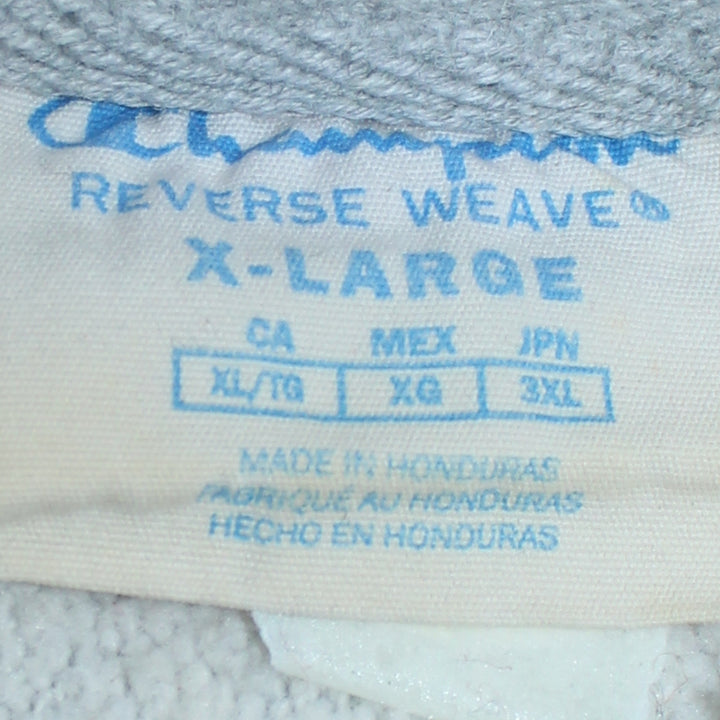 Champion
REVERSE WEAVE®
X-LARGE
CA MEX JPN
XL/TG XG 3XL
MADE IN HONDURAS
FABRIQUÉ AU HONDURAS
HECHO EN HONDURAS